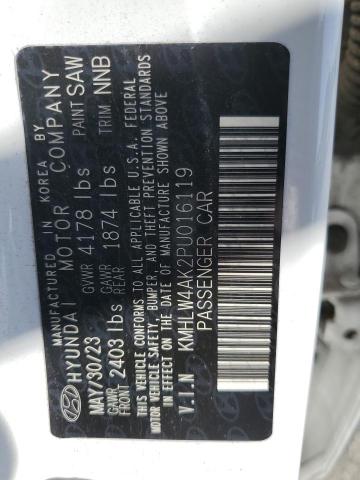 MANUFACTURED IN KOREA BY
HYUNDAI MOTOR COMPANY
MAY/30/23 GVWR 4178 lbs PAINT SAW
GAWR FRONT 2403 lbs GAWR REAR 1874 lbs TRIM NNB
THIS VEHICLE CONFORMS TO ALL APPLICABLE U.S.A. FEDERAL
MOTOR VEHICLE SAFETY, BUMPER, AND THEFT PREVENTION STANDARDS
IN EFFECT ON THE DATE OF MANUFACTURE SHOWN ABOVE.
V.I.N KMHLW4AK2PU016119
PASSENGER CAR